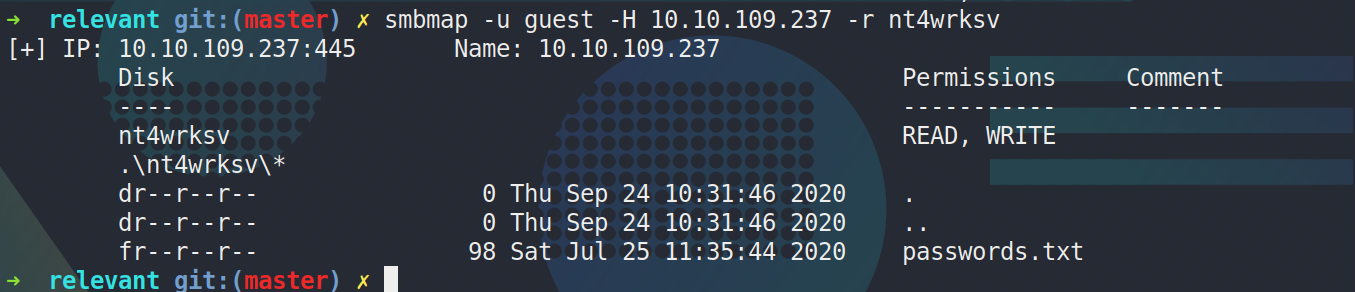 ➜ relevant git:(master) ✗ smbmap -u guest -H 10.10.109.237 -r nt4wrksv
[+] IP: 10.10.109.237:445 Name: 10.10.109.237
Disk Permissions Comment
---- ----------- -------
nt4wrksv READ, WRITE
.\nt4wrksv\*
dr--r--r-- 0 Thu Sep 24 10:31:46 2020 .
dr--r--r-- 0 Thu Sep 24 10:31:46 2020 ..
fr--r--r-- 98 Sat Jul 25 11:35:44 2020 passwords.txt
➜ relevant git:(master) ✗